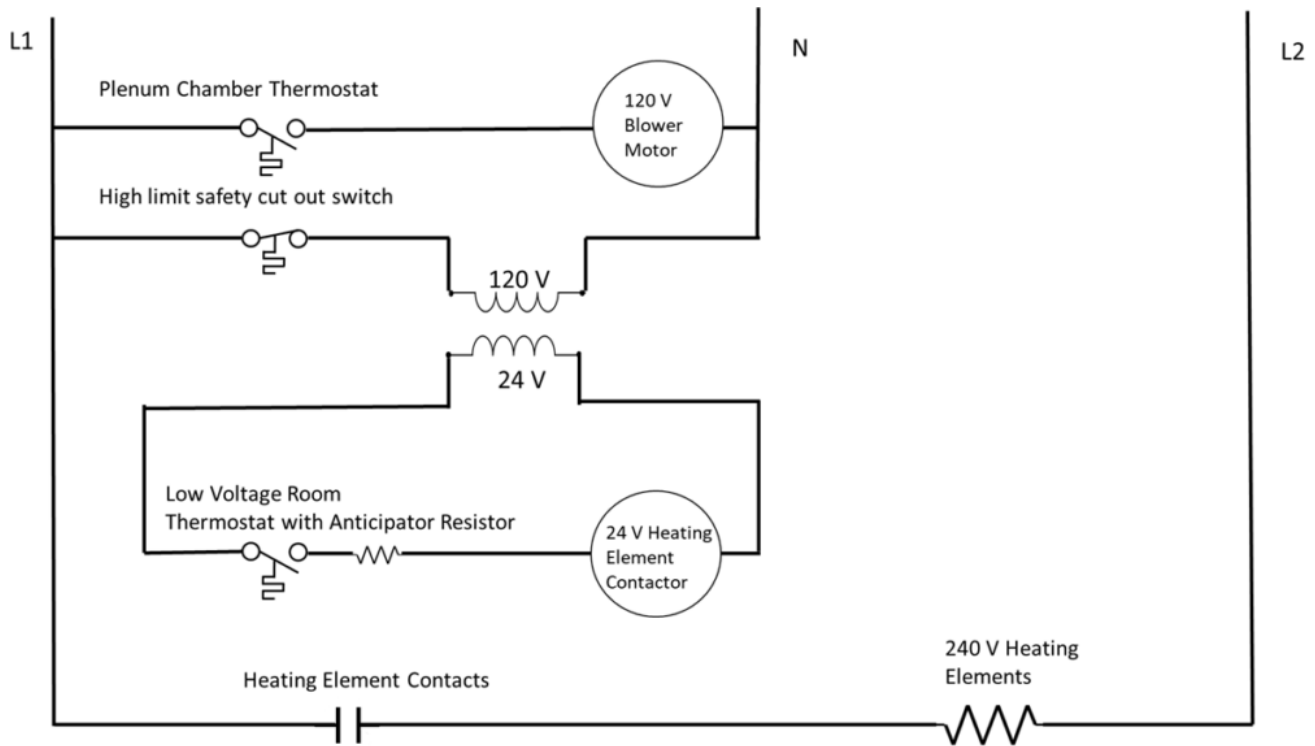 L1
N
L2
Plenum Chamber Thermostat
120 V
Blower
Motor
High limit safety cut out switch
120 V
24 V
Low Voltage Room
Thermostat with Anticipator Resistor
24 V Heating
Element
Contactor
240 V Heating
Elements
Heating Element Contacts